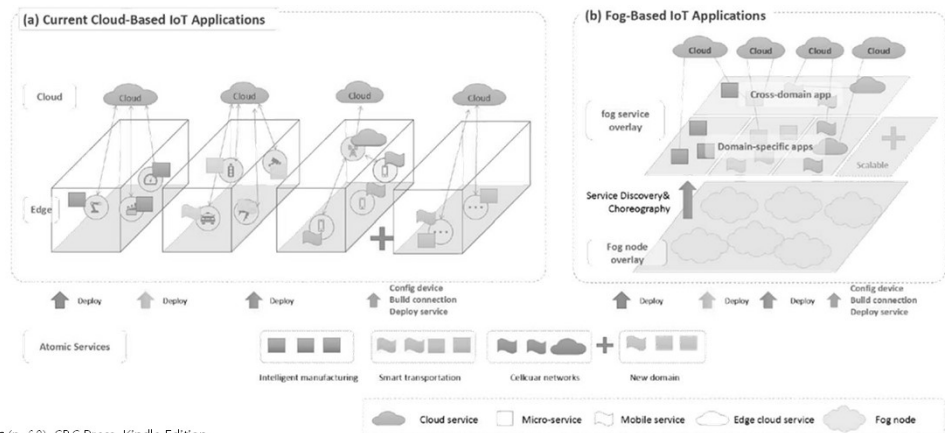 (a) Current Cloud-Based IoT Applications
Cloud
Cloud
Cloud
Cloud
Cloud
Edge
Deploy
Deploy
Deploy
Config device
Build connection
Deploy service
(b) Fog-Based IoT Applications
Cloud
Cloud
Cloud
Cloud
fog service
overlay
Cross-domain app
Domain-specific apps
Scalable
Service Discovery&
Choreography
Fog node
overlay
Deploy
Deploy
Deploy
Config device
Build connection
Deploy service
Atomic Services
Intelligent manufacturing
Smart transportation
Cellcuar networks
New domain
Cloud service
Micro-service
Mobile service
Edge cloud service
Fog node
CRC Press. Kindle Edition.